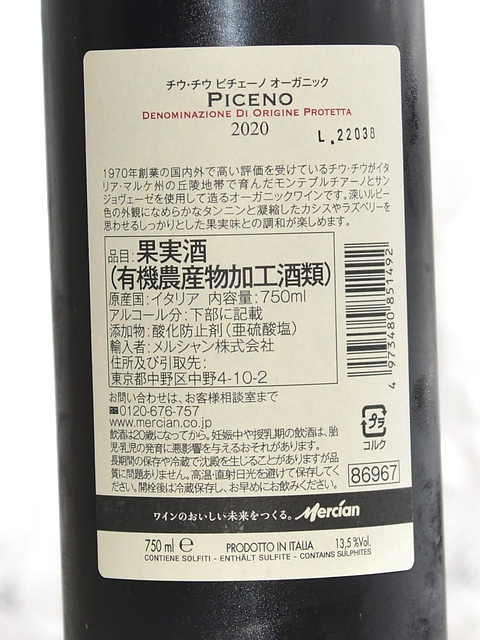 チウ・チウ ピチェーノ オーガニック
PICENO
DENOMINAZIONE DI ORIGINE PROTETTA
2020
L.22038
1970年創業の国内外で高い評価を受けているチウ・チウがイタ
リア・マルケ州の丘陵地帯で育んだモンテプルチアーノとサン
ジョヴェーゼを使用して造るオーガニックワインです。深いルビー
色の外観になめらかなタンニンと凝縮したカシスやラズベリーを
思わせるしっかりとした果実味との調和が楽しめます。
品目:果実酒
(有機農産物加工酒類)
原産国:イタリア 内容量:750ml
アルコール分:下部に記載
添加物:酸化防止剤(亜硫酸塩)
輸入者:メルシャン株式会社
住所及び引取先:
東京都中野区中野4-10-2
4 973480 851492
お問い合わせは、お客様相談室まで
0120-676-757
www.mercian.co.jp
飲酒は20歳になってから。妊娠中や授乳期の飲酒は、胎
児・乳児の発育に悪影響を与えるおそれがあります。
長期間の保存や冷蔵で沈殿を生じることがありますが品
質に問題ありません。高温・直射日光を避けて保存してく
ださい。開栓後は冷蔵保存し、お早めにお飲みください。
プラ
コルク
86967
ワインのおいしい未来をつくる。 Mercian
750 ml e PRODOTTO IN ITALIA 13,5 %Vol.
CONTIENE SOLFITI - ENTHÄLT SULFITE - CONTAINS SULPHITES